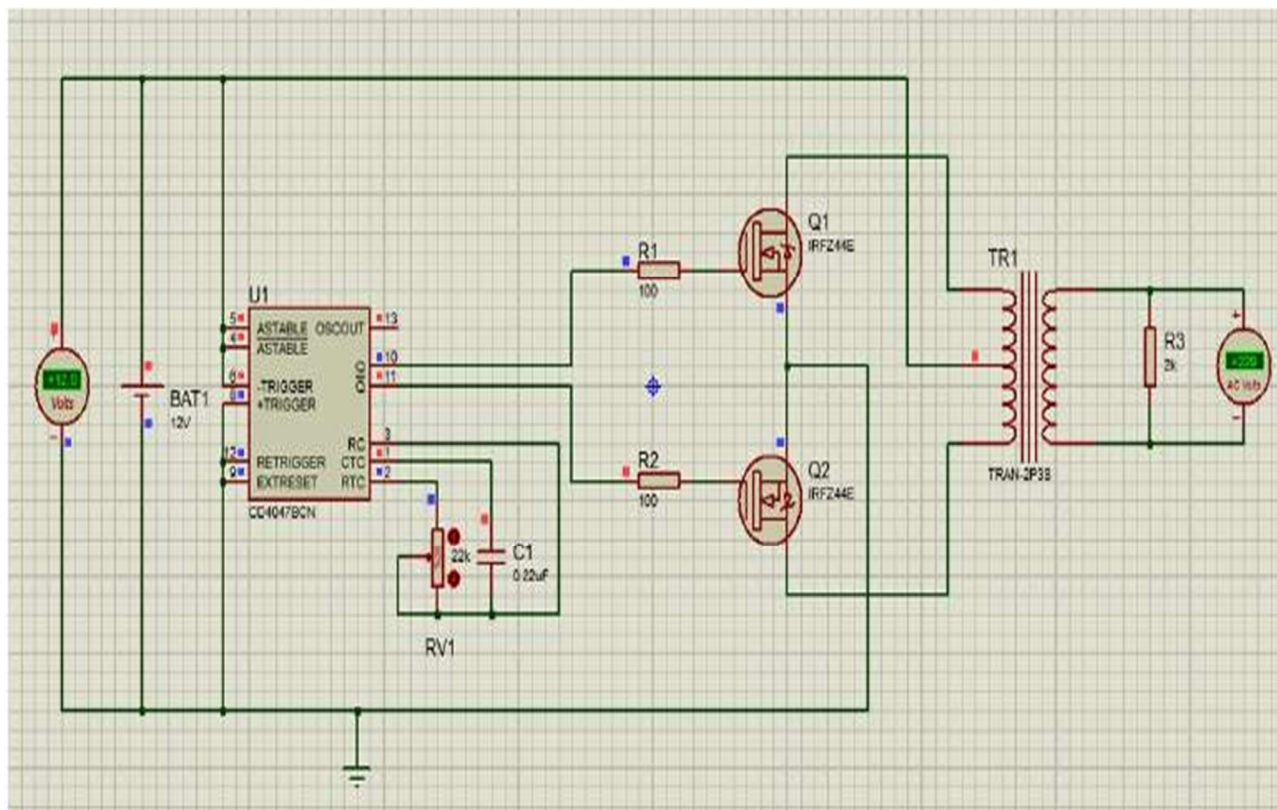 +12.0
Volts
BAT1
12V
U1
5
4
6
8
12
9
ASTABLE
ASTABLE
-TRIGGER
+TRIGGER
RETRIGGER
EXTRESET
OSCOUT
Q
Q
RC
CTC
RTC
13
10
11
3
1
2
CD4047BCN
22k
RV1
C1
0.22uF
R1
100
R2
100
Q1
IRFZ44E
Q2
IRFZ44E
TR1
TRAN-2P3S
R3
2k
+
AC Volts